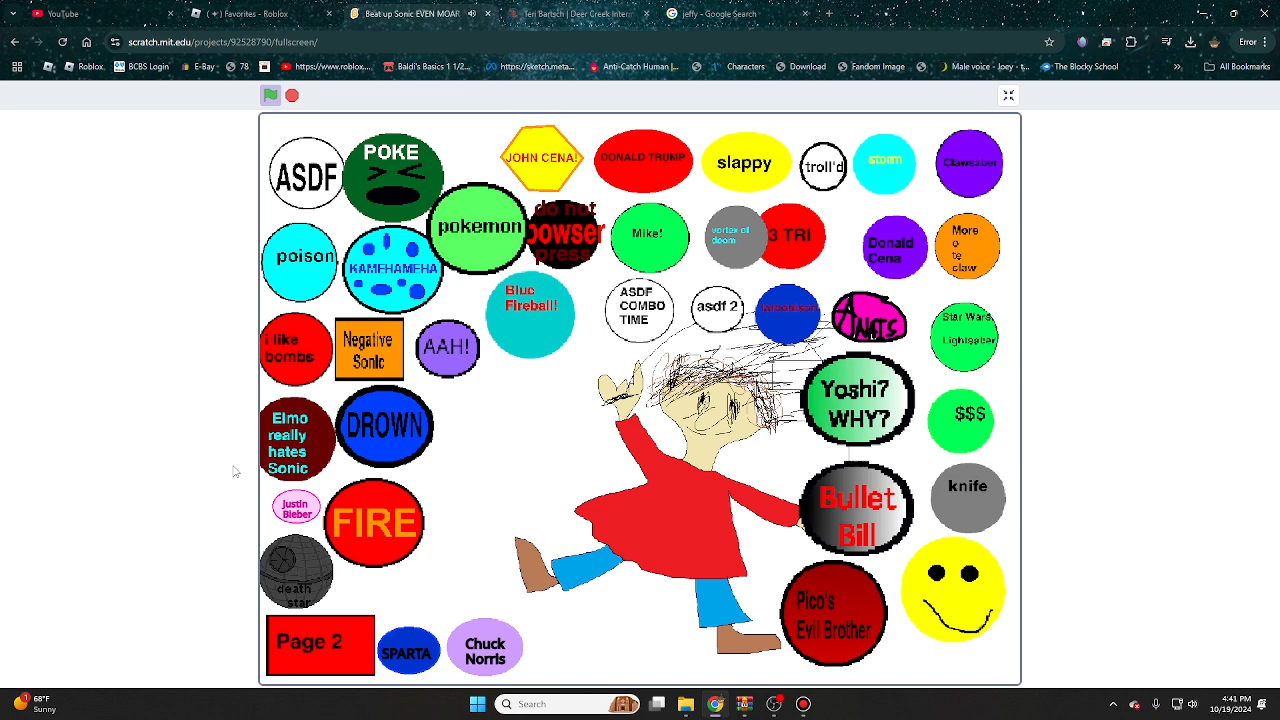 YouTube
( + ) Favorites - Roblox
Beat up Sonic EVEN MOAR
Teri Bartsch | Deer Creek Interm
jeffy - Google Search
scratch.mit.edu/projects/92528790/fullscreen/
Error
Roblox.
BCBS Login
E-Bay
78
https://www.roblox...
Baldi's Basics 1 1/2...
https://sketch.meta...
Anti-Catch Human |...
Characters
Download
Fandom Image
Male voice - Joey - t...
The Blocky School
All Bookmarks
ASDF
POKE
JOHN CENA!
DONALD TRUMP
slappy
troll'd
storm
Clawsaber
poison
KAMEHAMEHA
pokemon
do not
bowser
press
Mike!
vortex of
doom
3 TRI
Donald
Cena
More
o
te
claw
Blue
Fireball!
ASDF
COMBO
TIME
asdf 2
ANTS
Star Wars
Lightsaber
i like
bombs
Negative
Sonic
AAH!
Yoshi?
WHY?
$$$
Elmo
really
hates
Sonic
DROWN
Bullet
Bill
knife
Justin
Bieber
FIRE
death
star
Pico's
Evil Brother
Page 2
SPARTA
Chuck
Norris
1
68°F
Sunny
Search
5:44 PM
10/19/2024